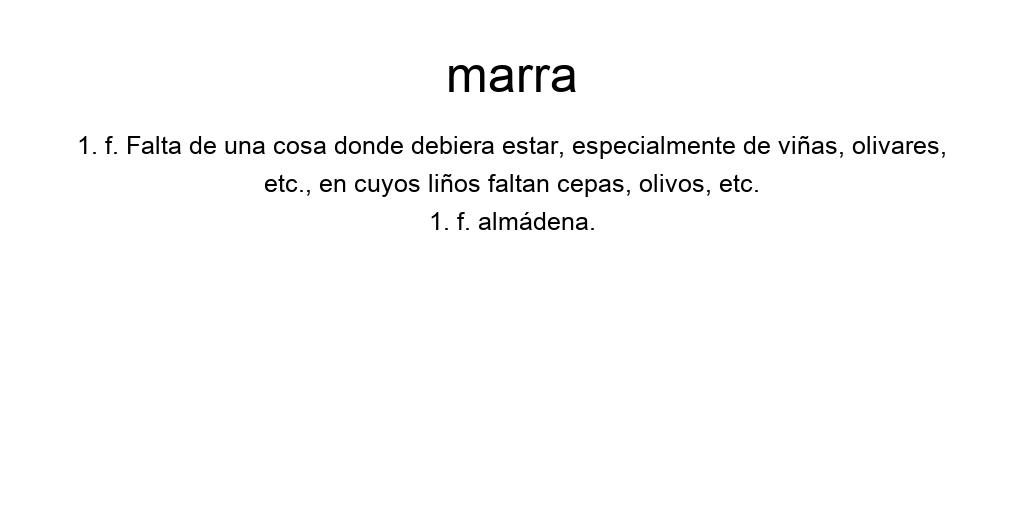 marra
1. f. Falta de una cosa donde debiera estar, especialmente de viñas, olivares,
etc., en cuyos liños faltan cepas, olivos, etc.
1. f. almádena.